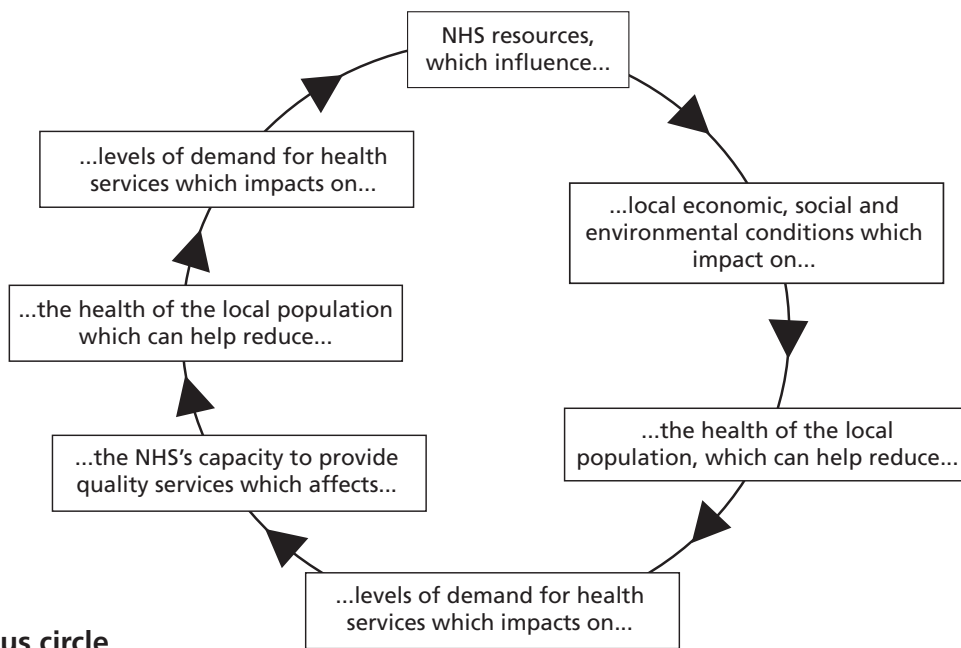 NHS resources,
which influence...
...local economic, social and
environmental conditions which
impact on...
...the health of the local
population, which can help reduce...
...levels of demand for health
services which impacts on...
...the NHS's capacity to provide
quality services which affects...
...the health of the local population
which can help reduce...
...levels of demand for health
services which impacts on...
circle